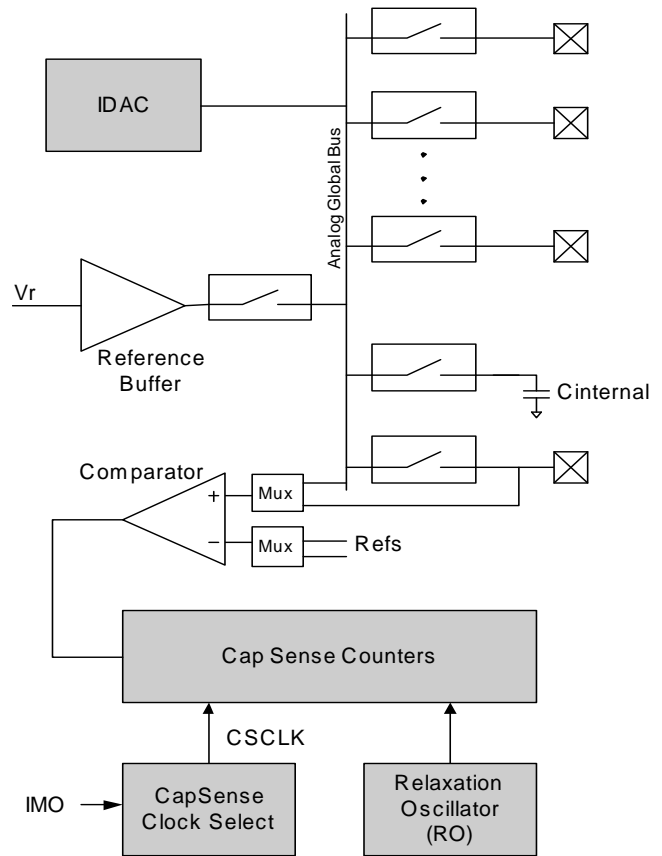 IDAC
Analog Global Bus
Vr
Reference
Buffer
Cinternal
Comparator
+
Mux
−
Mux
Refs
Cap Sense Counters
CSCLK
IMO
CapSense
Clock Select
Relaxation
Oscillator
(RO)